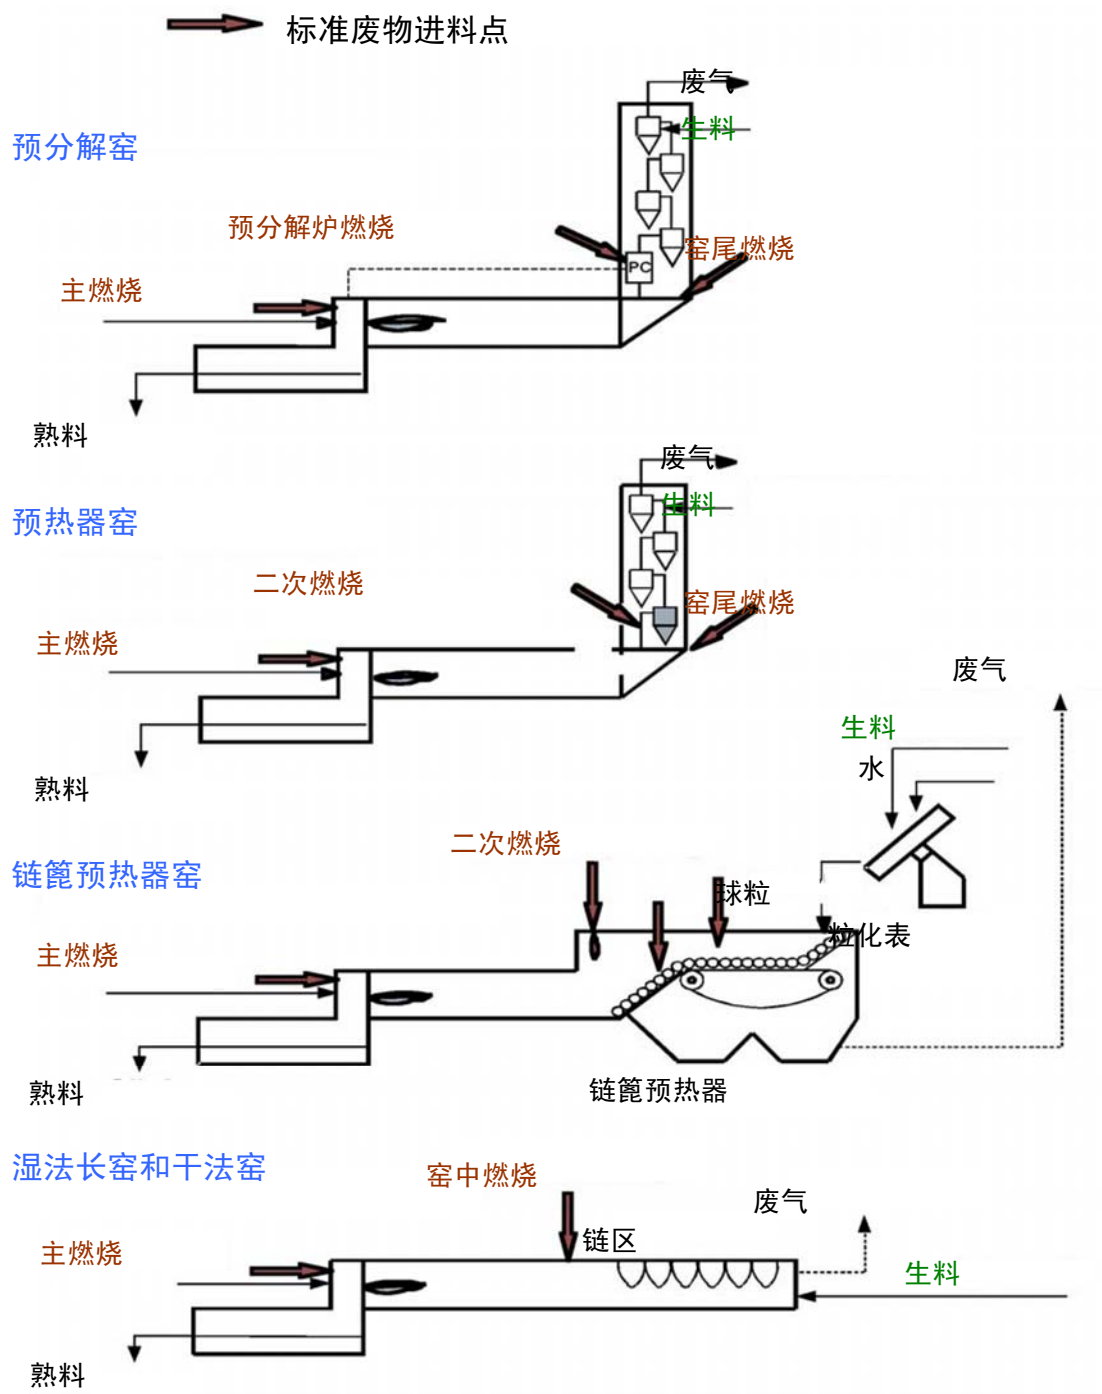 标准废物进料点
废气
生料
预分解窑
预分解炉燃烧
窑尾燃烧
PC
主燃烧
熟料
废气
生料
预热器窑
二次燃烧
窑尾燃烧
主燃烧
熟料
废气
生料
水
二次燃烧
链篦预热器窑
球粒
粒化表
主燃烧
熟料
链篦预热器
湿法长窑和干法窑
窑中燃烧
废气
链区
主燃烧
生料
熟料